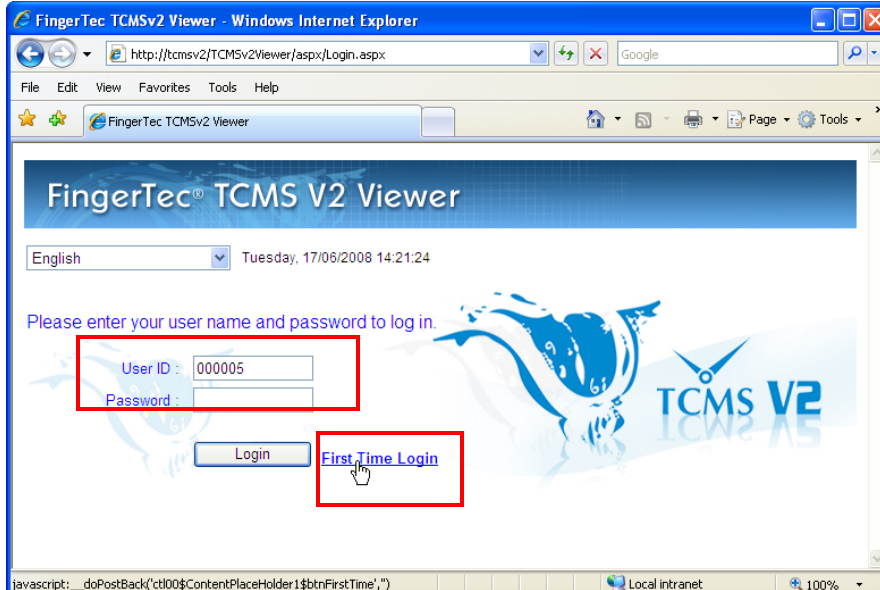 FingerTec TCMSv2 Viewer - Windows Internet Explorer
http://tcmsv2/TCMSv2Viewer/aspx/Login.aspx
Google
File Edit View Favorites Tools Help
FingerTec TCMSv2 Viewer
Page Tools
FingerTec® TCMS V2 Viewer
English
Tuesday, 17/06/2008 14:21:24
Please enter your user name and password to log in.
User ID : 000005
Password :
TCMS V2
Login
First Time Login
javascript:__doPostBack('ctl00$ContentPlaceHolder1$btnFirstTime','')
Local intranet
100%